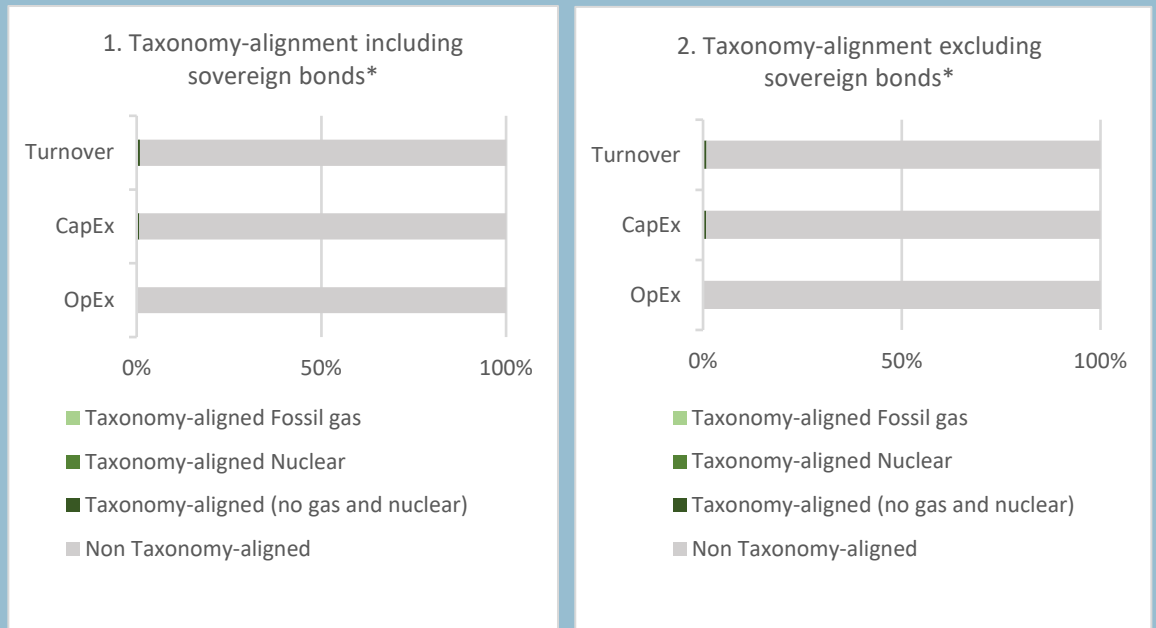 1. Taxonomy-alignment including
sovereign bonds*
Turnover
CapEx
OpEx
0%
50%
100%
Taxonomy-aligned Fossil gas
Taxonomy-aligned Nuclear
Taxonomy-aligned (no gas and nuclear)
Non Taxonomy-aligned
2. Taxonomy-alignment excluding
sovereign bonds*
Turnover
CapEx
OpEx
0%
50%
100%
Taxonomy-aligned Fossil gas
Taxonomy-aligned Nuclear
Taxonomy-aligned (no gas and nuclear)
Non Taxonomy-aligned